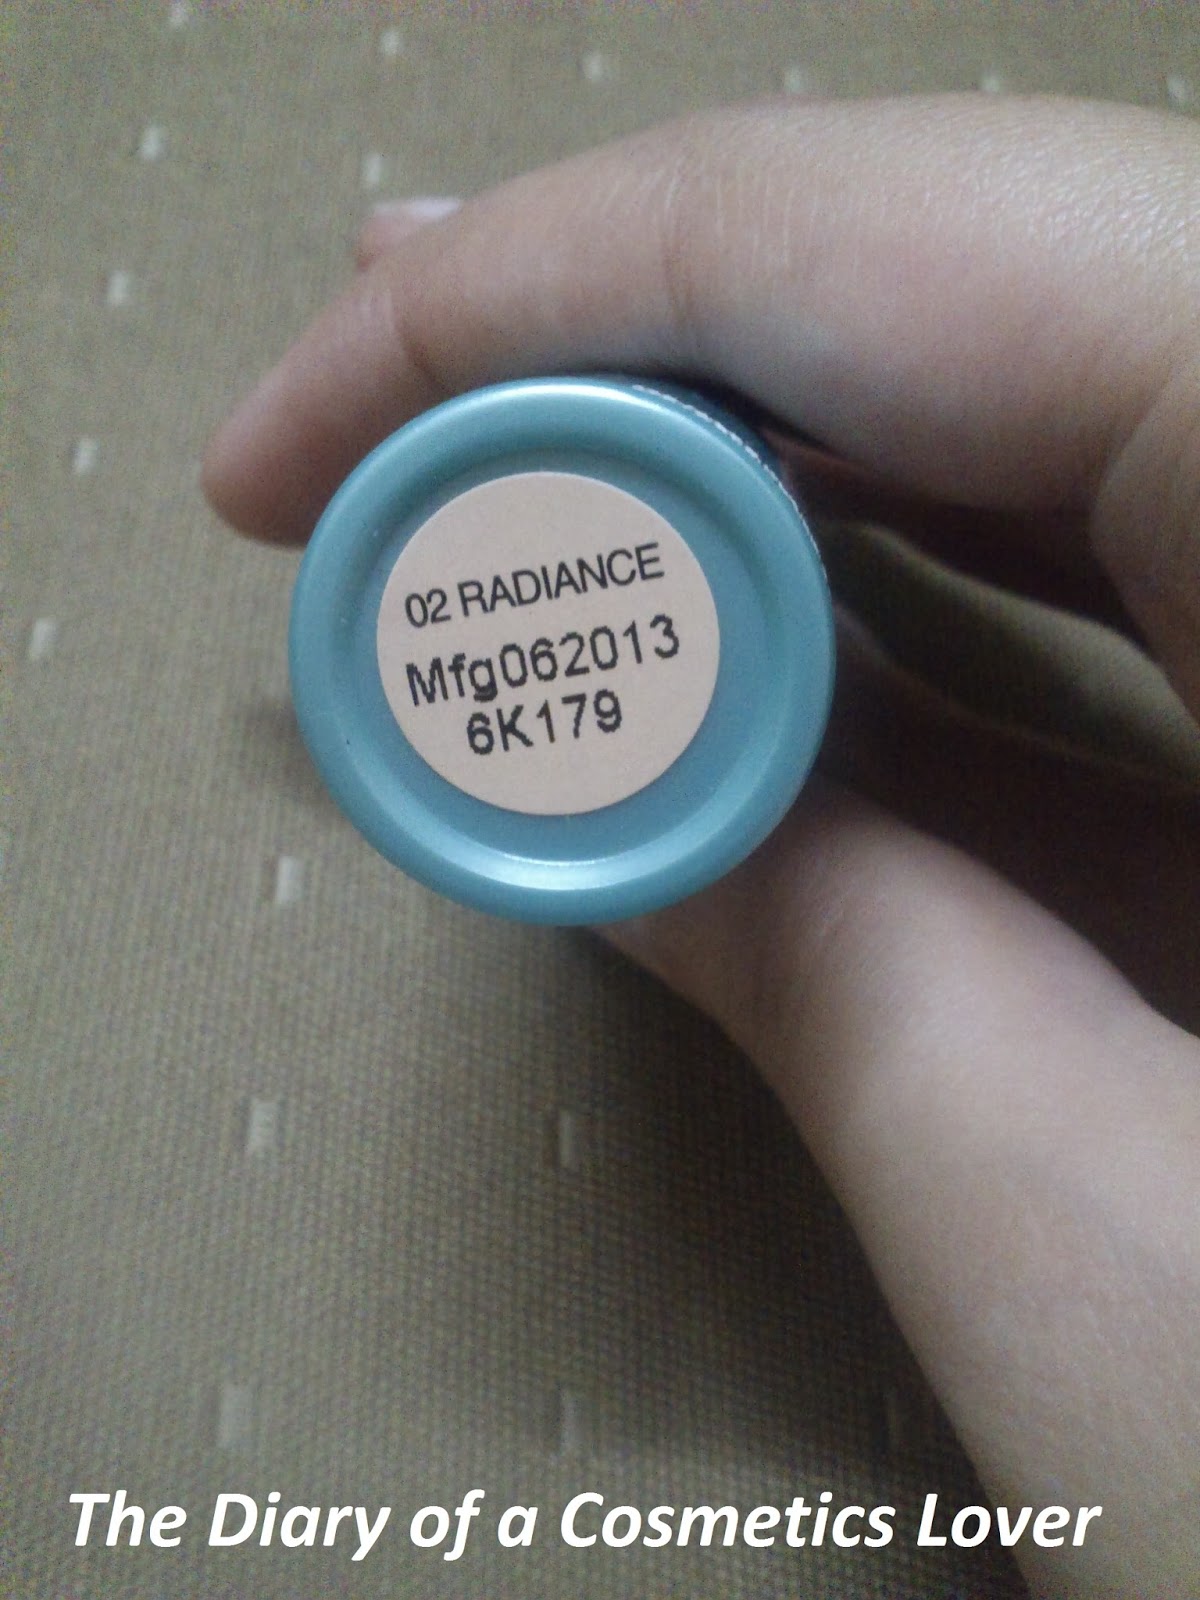 02 RADIANCE
Mfg062013
6K179
The Diary of a Cosmetics Lover